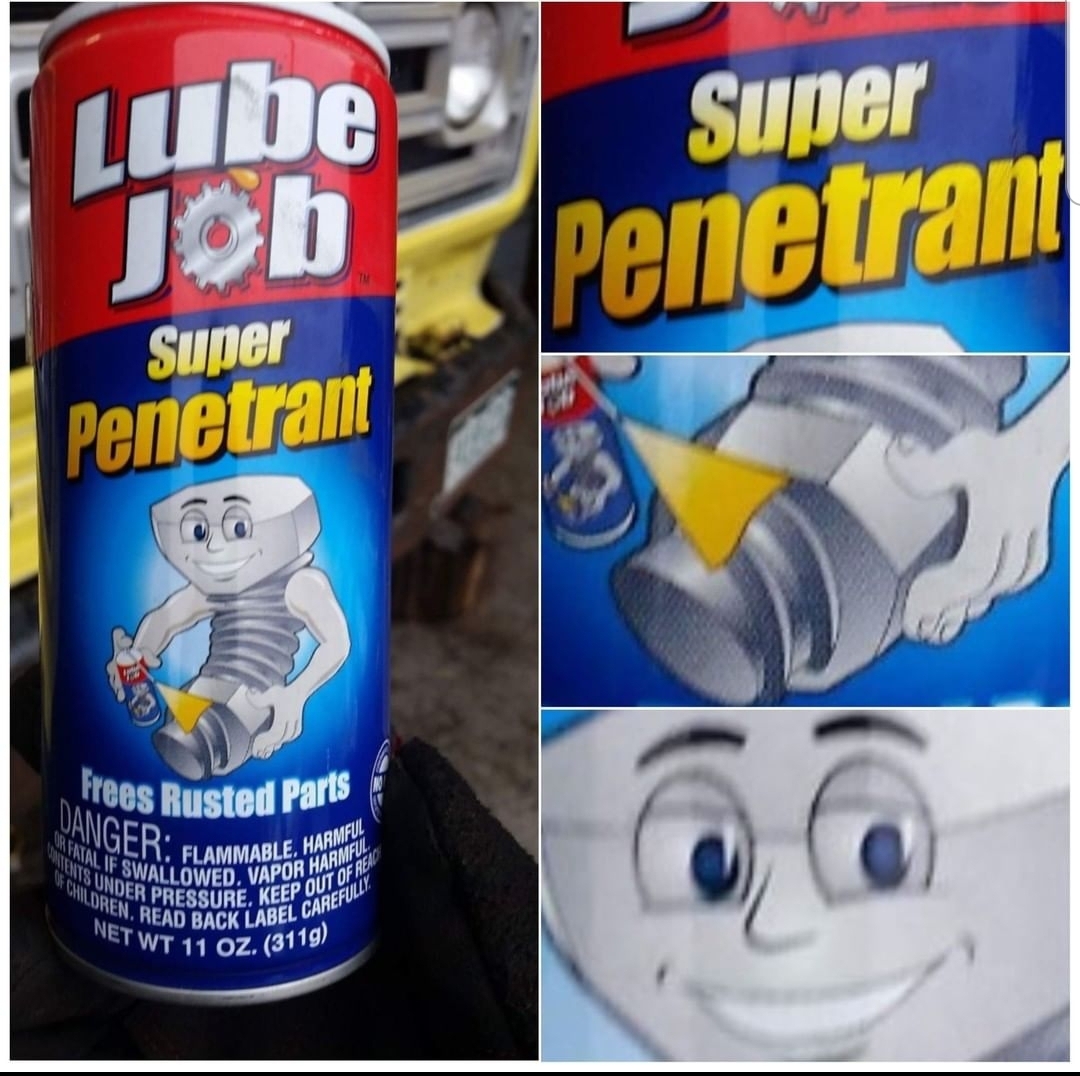 Lube
job
TM
Super
Penetrant
Frees Rusted Parts
DANGER: FLAMMABLE. HARMFUL
OR FATAL IF SWALLOWED. VAPOR HARMFUL.
CONTENTS UNDER PRESSURE. KEEP OUT OF REACH
OF CHILDREN. READ BACK LABEL CAREFULLY.
NET WT 11 OZ. (311g)
Super
Penetrant